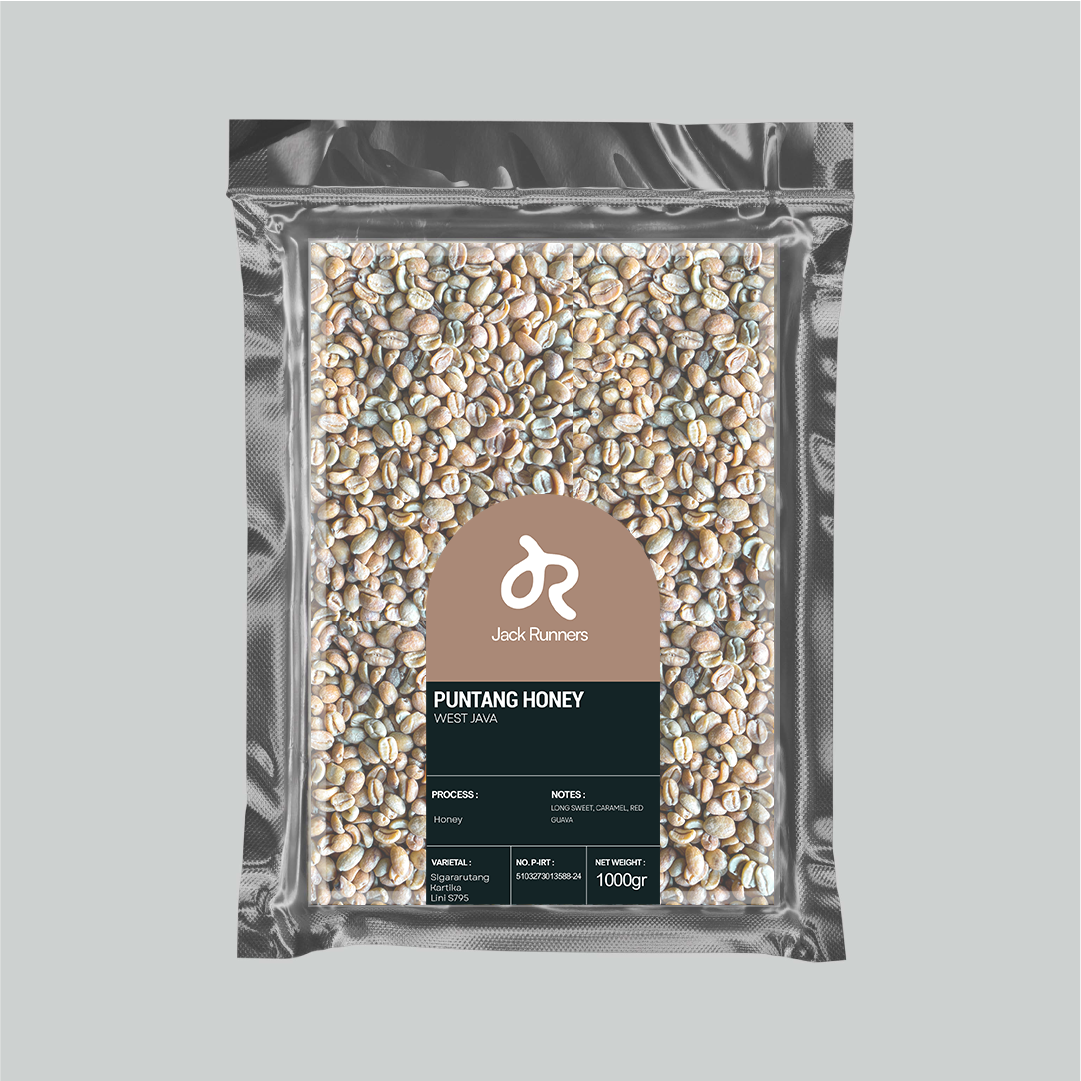 Jack Runners
PUNTANG HONEY
WEST JAVA
PROCESS :
Honey
NOTES :
LONG SWEET, CARAMEL, RED
GUAVA
VARIETAL :
Sigararutang
Kartika
Lini S795
NO. P-IRT :
5103273013588-24
NET WEIGHT :
1000gr